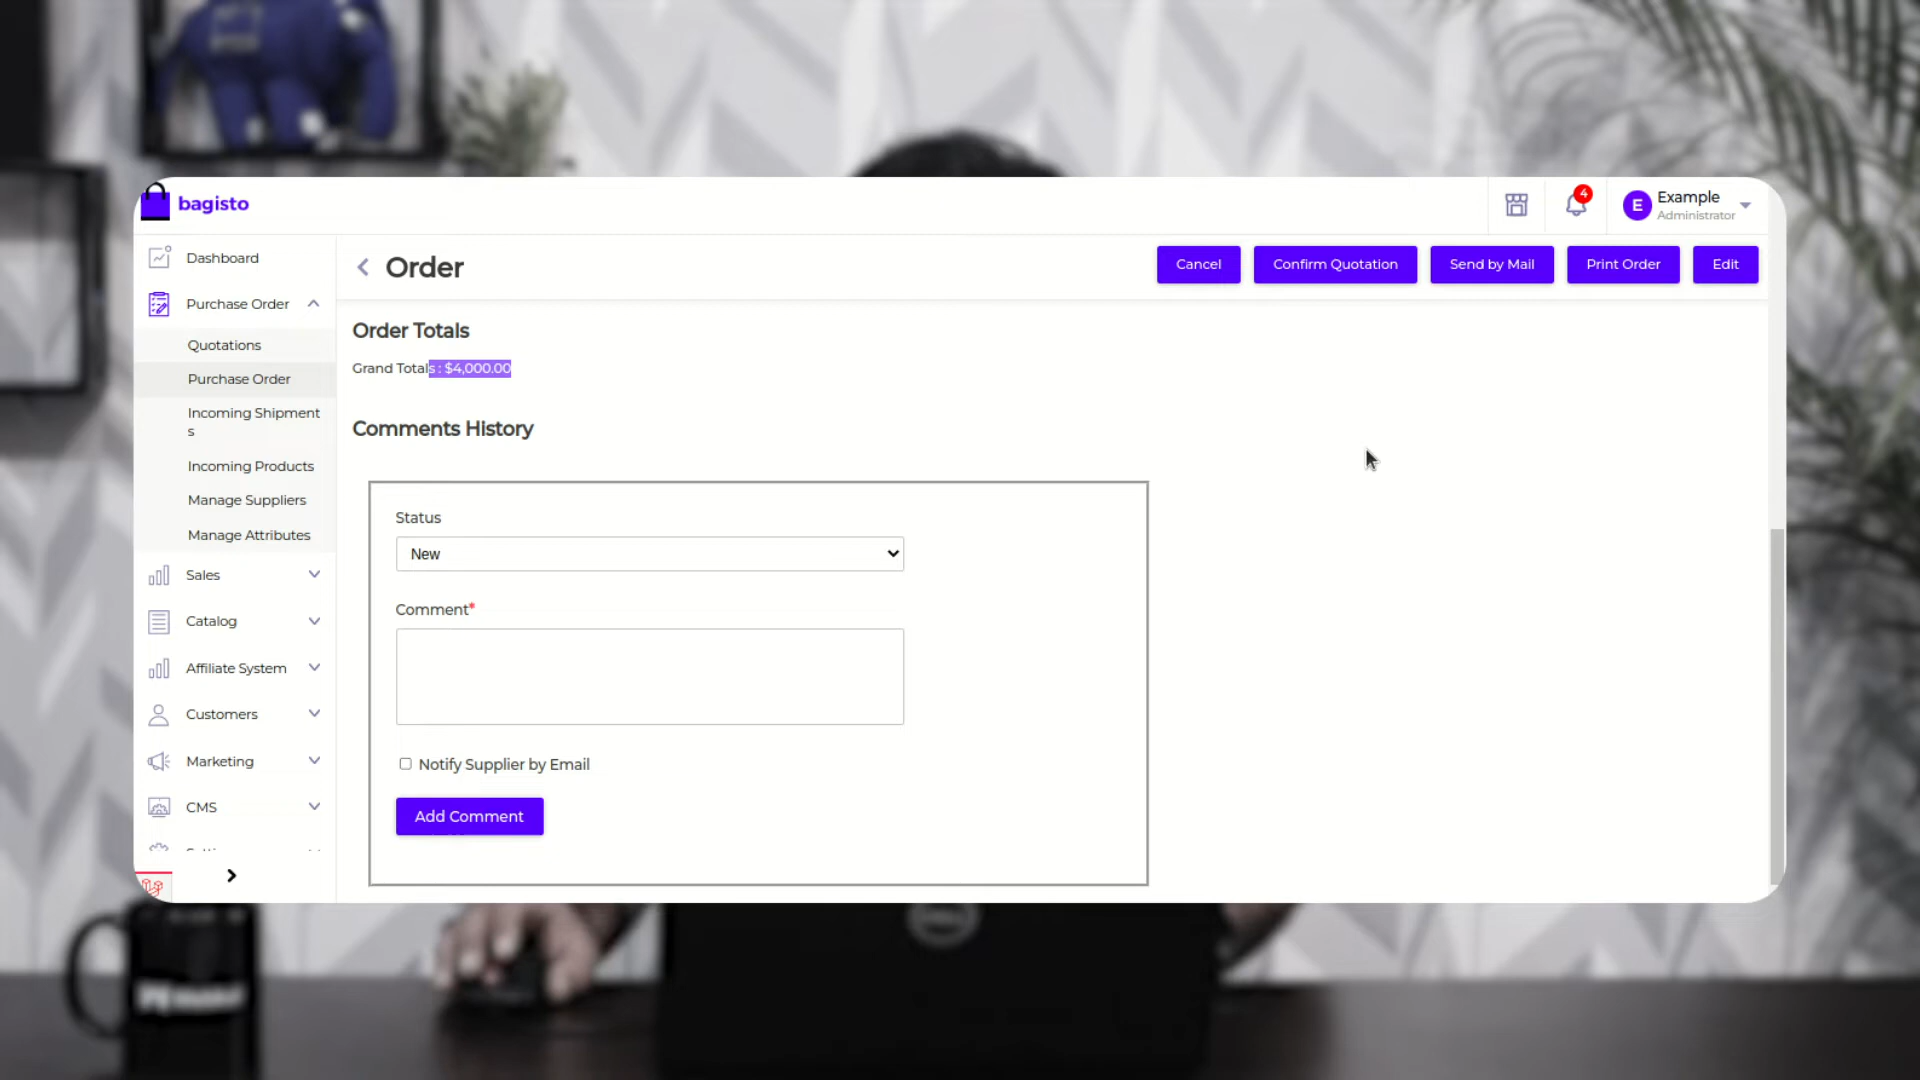 bagisto
4
E
Example
Administrator
Dashboard
Purchase Order
Quotations
Purchase Order
Incoming Shipment
s
Incoming Products
Manage Suppliers
Manage Attributes
Sales
Catalog
Affiliate System
Customers
Marketing
CMS
Order
Cancel
Confirm Quotation
Send by Mail
Print Order
Edit
Order Totals
Grand Totals : $4,000.00
Comments History
Status
New
Comment*
Notify Supplier by Email
Add Comment